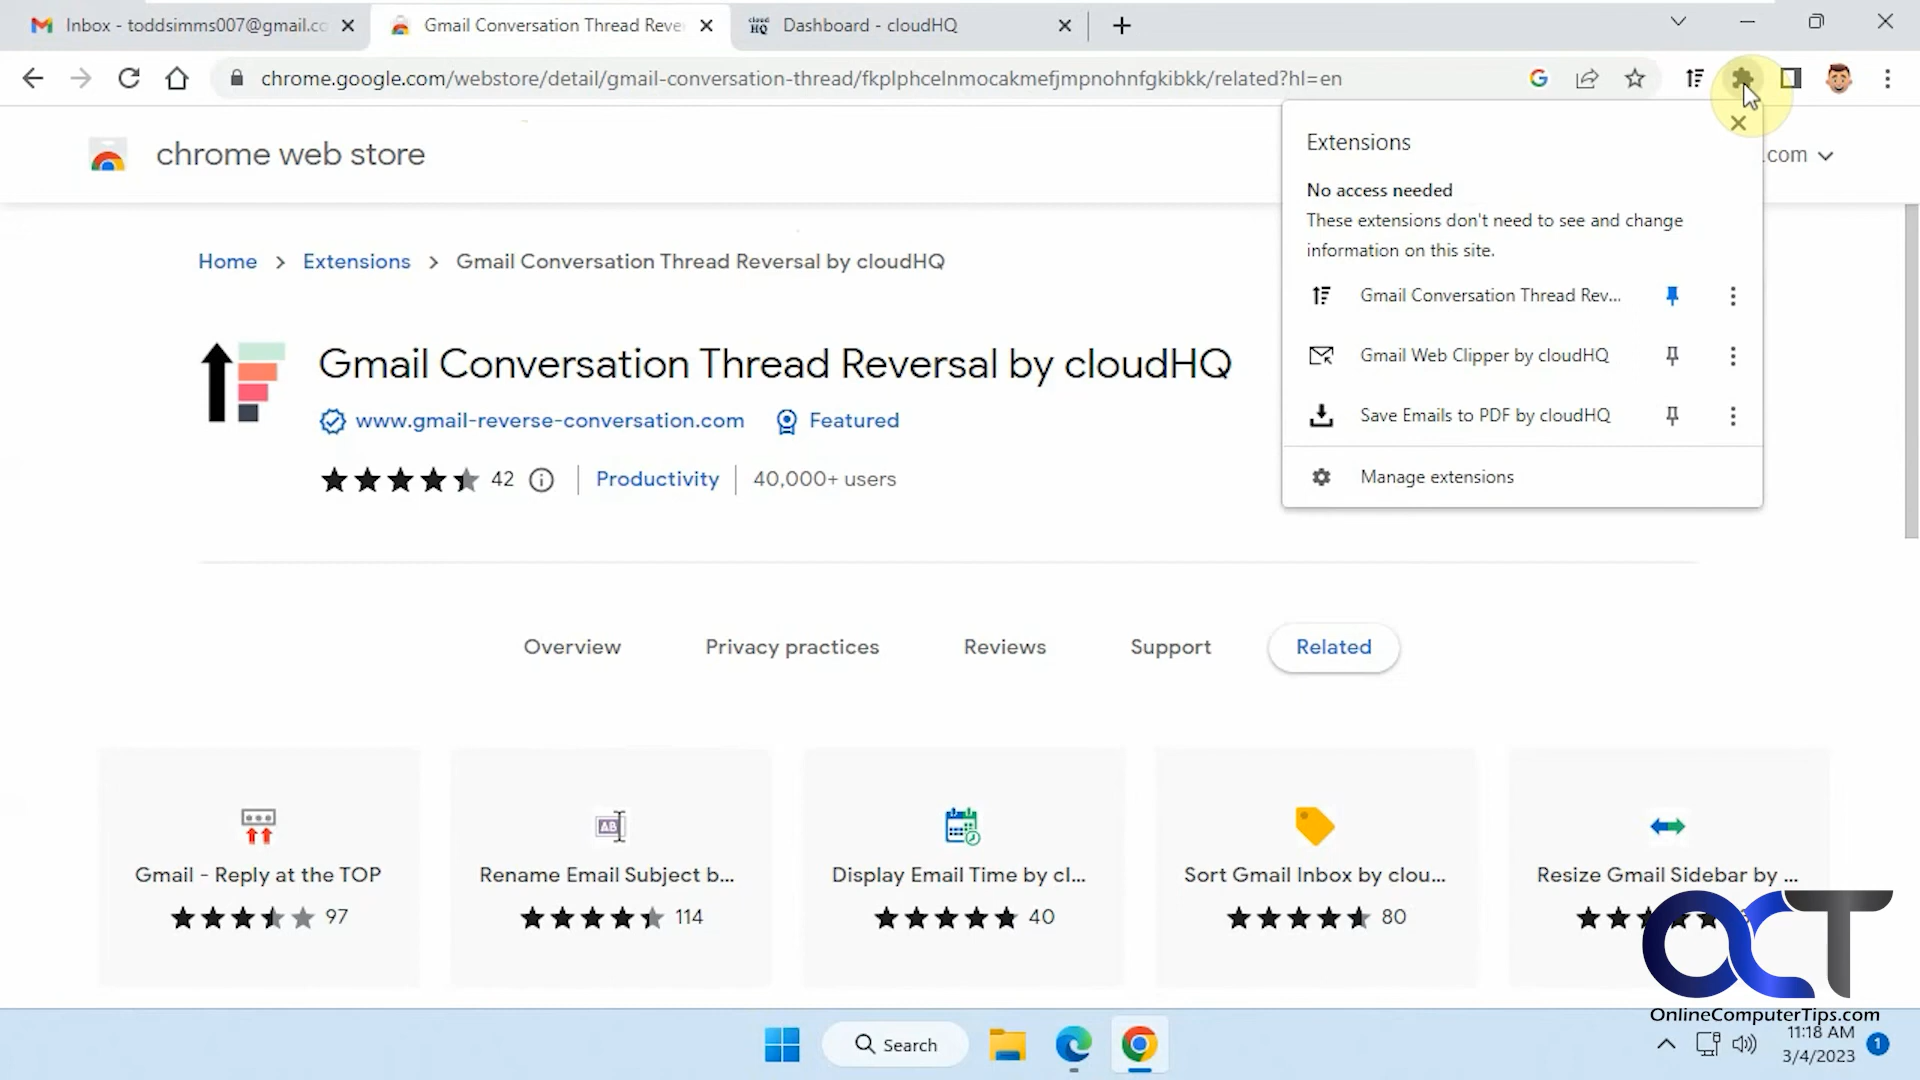 Inbox - toddsimms007@gmail.co
Gmail Conversation Thread Reve
cloud HQ Dashboard - cloudHQ
chrome.google.com/webstore/detail/gmail-conversation-thread/fkplphcelnmocakmefjmpnohnfgkibkk/related?hl=en
chrome web store
.com
Extensions
No access needed
These extensions don't need to see and change
information on this site.
Gmail Conversation Thread Rev...
Gmail Web Clipper by cloudHQ
Save Emails to PDF by cloudHQ
Manage extensions
Home > Extensions > Gmail Conversation Thread Reversal by cloudHQ
Gmail Conversation Thread Reversal by cloudHQ
www.gmail-reverse-conversation.com Featured
42 Productivity 40,000+ users
Overview Privacy practices Reviews Support Related
Gmail - Reply at the TOP
97
AB
Rename Email Subject b...
114
Display Email Time by cl...
40
Sort Gmail Inbox by clou...
80
Resize Gmail Sidebar by ...
OCT
OnlineComputerTips.com
Search
11:18 AM
3/4/2023
1